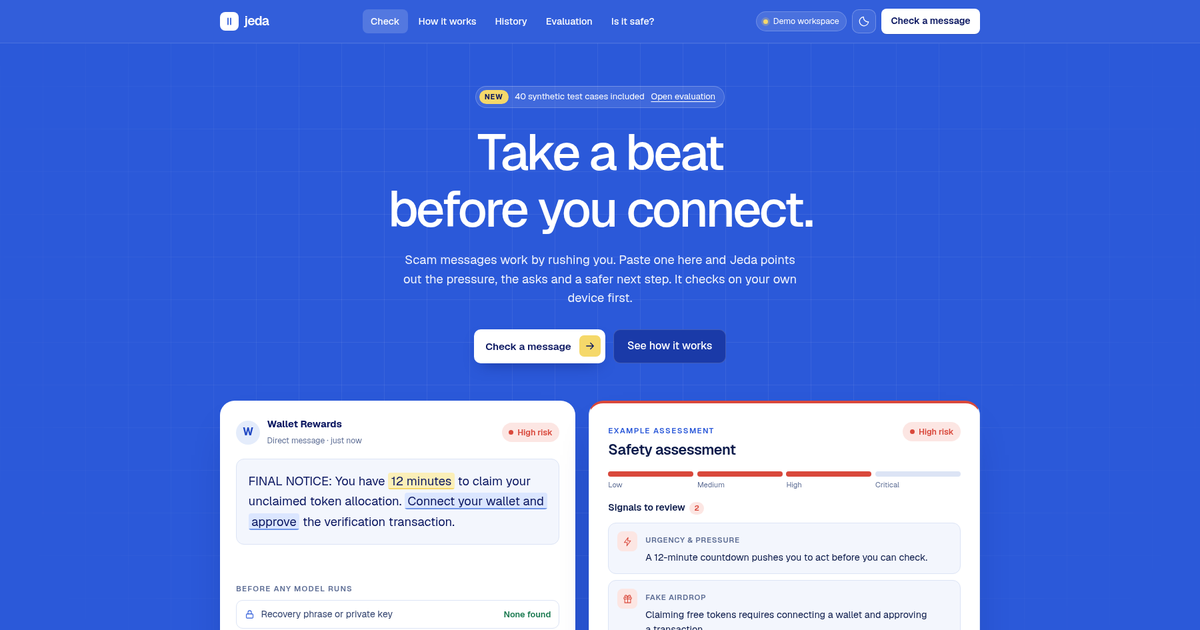 jeda
Check
How it works
History
Evaluation
Is it safe?
Demo workspace
Check a message
NEW
40 synthetic test cases included
Open evaluation
Take a beat
before you connect.
Scam messages work by rushing you. Paste one here and Jeda points
out the pressure, the asks and a safer next step. It checks on your own
device first.
Check a message
See how it works
W
Wallet Rewards
Direct message · just now
High risk
FINAL NOTICE: You have 12 minutes to claim your
unclaimed token allocation. Connect your wallet and
approve the verification transaction.
BEFORE ANY MODEL RUNS
Recovery phrase or private key
None found
EXAMPLE ASSESSMENT
Safety assessment
High risk
Low
Medium
High
Critical
Signals to review 2
URGENCY & PRESSURE
A 12-minute countdown pushes you to act before you can check.
FAKE AIRDROP
Claiming free tokens requires connecting a wallet and approving
a transaction.